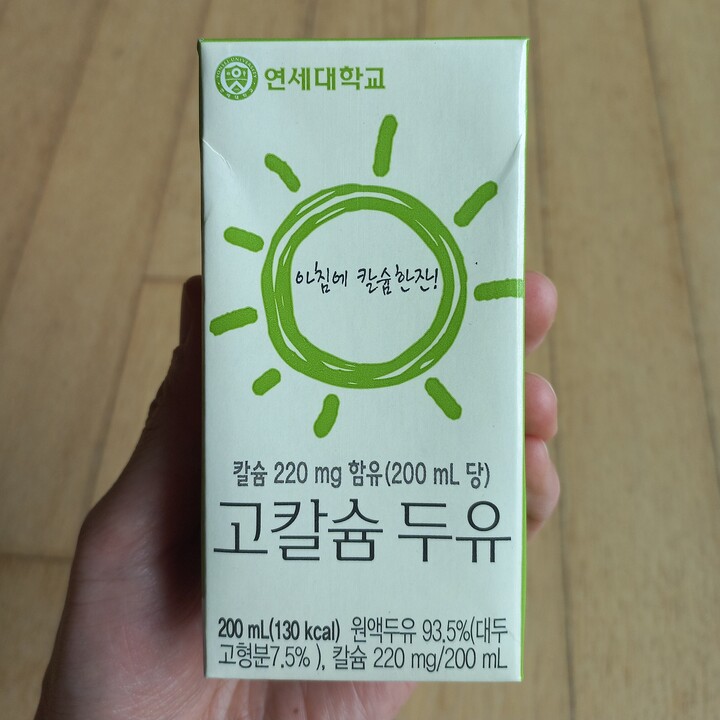 연세대학교
아침에 칼슘한잔!
칼슘 220 mg 함유(200 mL 당)
고칼슘 두유
200 mL(130 kcal) 원액두유 93.5%(대두
고형분7.5% ), 칼슘 220 mg/200 mL